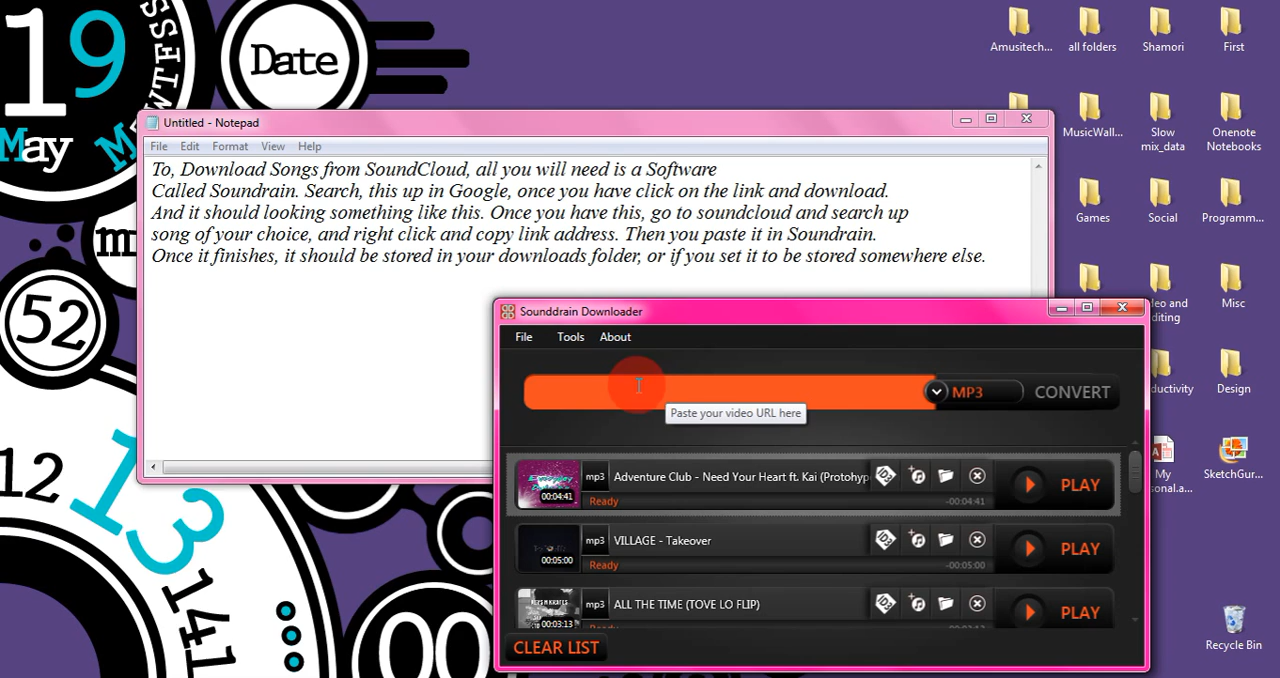 19
May
Date
52
12
13
141
00
Untitled - Notepad
File Edit Format View Help
To, Download Songs from SoundCloud, all you will need is a Software
Called Soundrain. Search, this up in Google, once you have click on the link and download.
And it should looking something like this. Once you have this, go to soundcloud and search up
song of your choice, and right click and copy link address. Then you paste it in Soundrain.
Once it finishes, it should be stored in your downloads folder, or if you set it to be stored somewhere else.
Sounddrain Downloader
File Tools About
MP3 CONVERT
Paste your video URL here
00:04:41 mp3 Adventure Club - Need Your Heart ft. Kai (Protohyp PLAY
Ready -00:04:41
00:05:00 mp3 VILLAGE - Takeover PLAY
Ready -00:05:00
00:03:13 mp3 ALL THE TIME (TOVE LO FLIP) PLAY
CLEAR LIST
Amusitech... all folders Shamori First
MusicWall... Slow mix_data Onenote Notebooks
Games Social Programm...
Misc
Design
My
SketchGur...
Recycle Bin